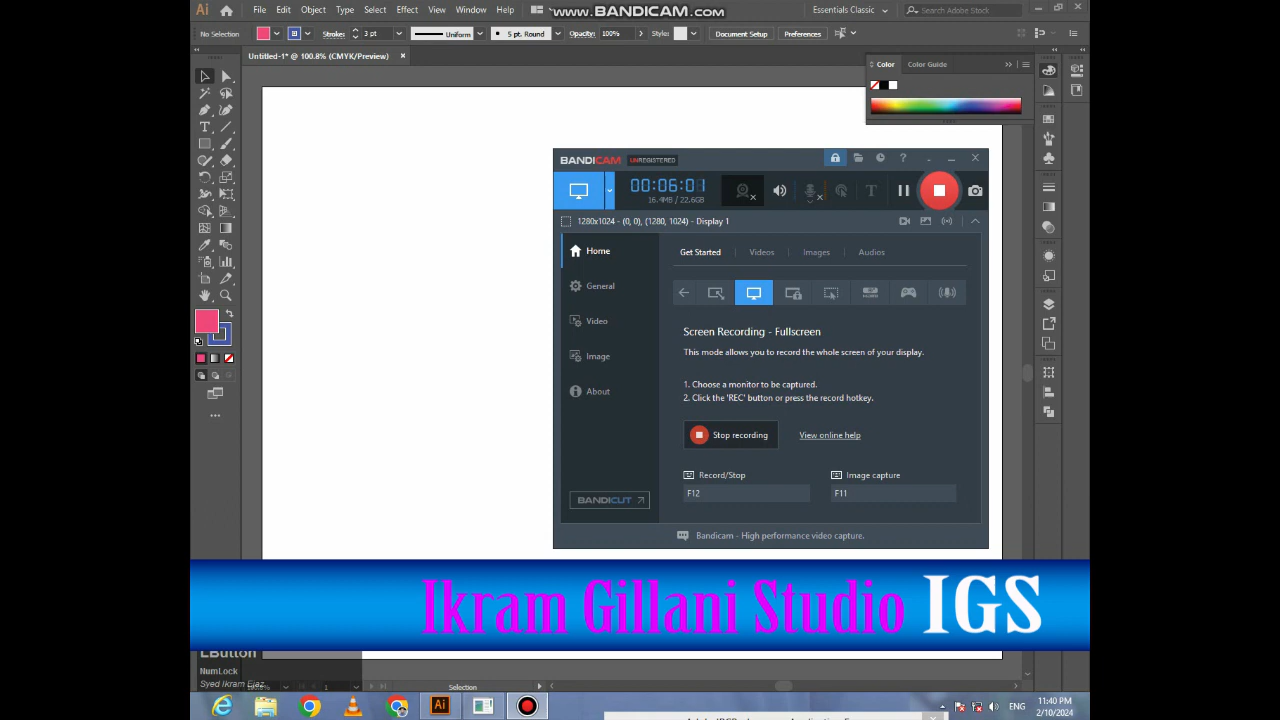 Ai File Edit Object Type Select Effect View Window Help www.BANDICAM.com Essentials Classic Search Adobe Stock
No Selection Stroke: 3 pt Uniform 5 pt. Round Opacity: 100% Style: Document Setup Preferences
Untitled-1* @ 100.8% (CMYK/Preview)
Color Color Guide
BANDICAM UNREGISTERED
00:06:01
16.4MB / 22.6GB
1280x1024 - (0, 0), (1280, 1024) - Display 1
Home
General
Video
Image
About
BANDICUT
Get Started Videos Images Audios
Screen Recording - Fullscreen
This mode allows you to record the whole screen of your display.
1. Choose a monitor to be captured.
2. Click the 'REC' button or press the record hotkey.
Stop recording View online help
Record/Stop Image capture
F12 F11
Bandicam - High performance video capture.
Ikram Gillani Studio IGS
LButton
NumLock
Syed Ikram Ejaz
1 Selection
Ai ENG 11:40 PM
2/10/2024